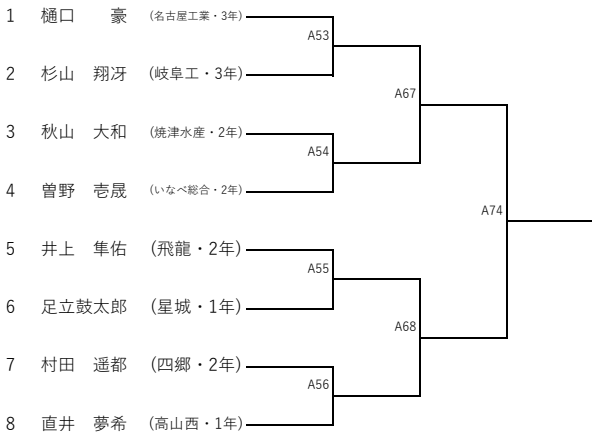 1 樋口　豪 (名古屋工業・3年)
A53
2 杉山　翔冴 (岐阜工・3年)
A67
3 秋山　大和 (焼津水産・2年)
A54
4 曽野　壱晟 (いなべ総合・2年)
A74
5 井上　隼佑 (飛龍・2年)
A55
6 足立鼓太郎 (星城・1年)
A68
7 村田　遥都 (四郷・2年)
A56
8 直井　夢希 (高山西・1年)